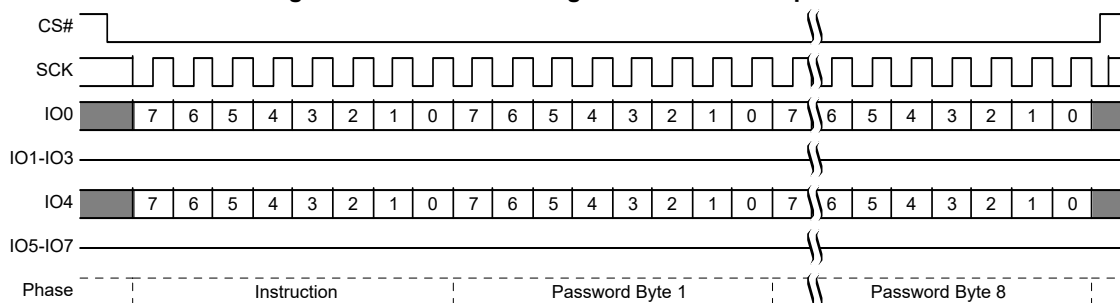 CS#
SCK
IO0 7 6 5 4 3 2 1 0 7 6 5 4 3 2 1 0 7 6 5 4 3 2 1 0
IO1-IO3
IO4 7 6 5 4 3 2 1 0 7 6 5 4 3 2 1 0 7 6 5 4 3 2 1 0
IO5-IO7
Phase Instruction Password Byte 1 Password Byte 8